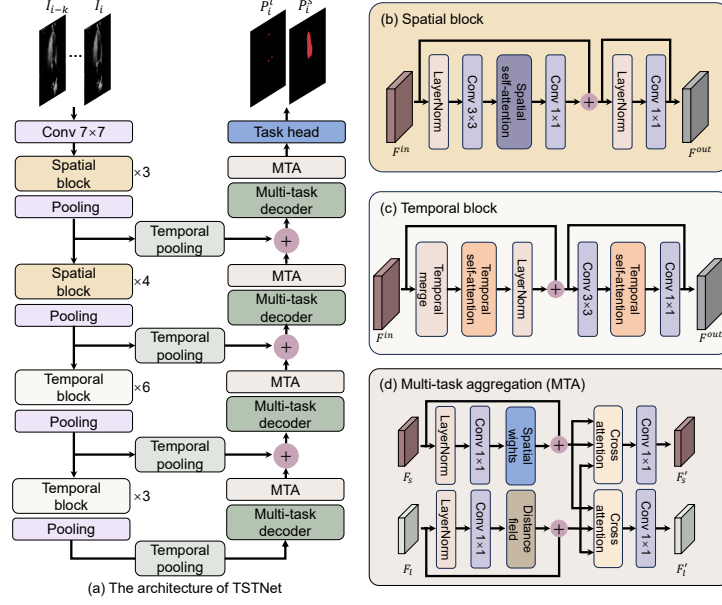 I_{i-k}
I_i
P_i^l
P_i^s
...
Conv 7×7
Spatial
block
×3
Pooling
Temporal
pooling
Spatial
block
×4
Pooling
Temporal
pooling
Temporal
block
×6
Pooling
Temporal
pooling
Temporal
block
×3
Pooling
Temporal
pooling
Task head
MTA
Multi-task
decoder
+
MTA
Multi-task
decoder
+
MTA
Multi-task
decoder
+
MTA
Multi-task
decoder
(a) The architecture of TSTNet
(b) Spatial block
F^{in}
LayerNorm
Conv 3×3
Spatial
self-attention
Conv 1×1
+
LayerNorm
Conv 1×1
F^{out}
(c) Temporal block
F^{in}
Temporal
merge
Temporal
self-attention
LayerNorm
+
Conv 3×3
Temporal
self-attention
Conv 1×1
F^{out}
(d) Multi-task aggregation (MTA)
F_s
LayerNorm
Conv 1×1
Spatial
wights
+
Cross
attention
Conv 1×1
F_s'
F_l
LayerNorm
Conv 1×1
Distance
field
+
Cross
attention
Conv 1×1
F_l'